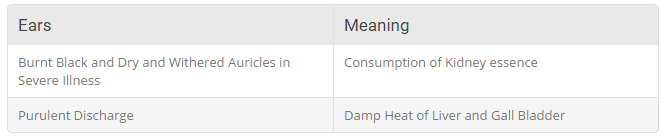 Ears
Meaning
Burnt Black and Dry and Withered Auricles in
Severe Illness
Consumption of Kidney essence
Purulent Discharge
Damp Heat of Liver and Gall Bladder